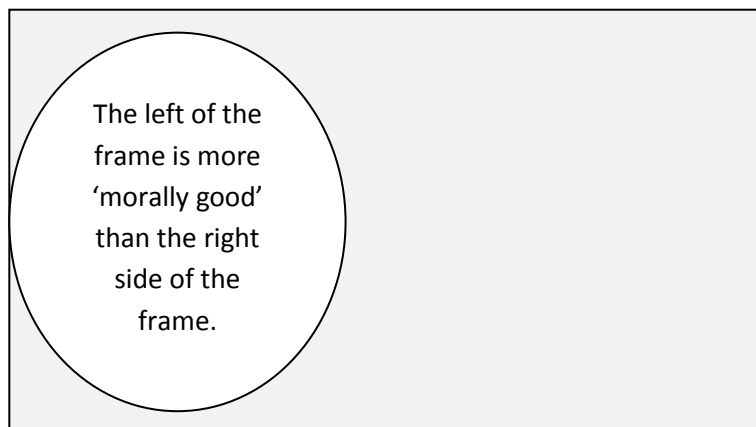 The left of the
frame is more
‘morally good’
than the right
side of the
frame.